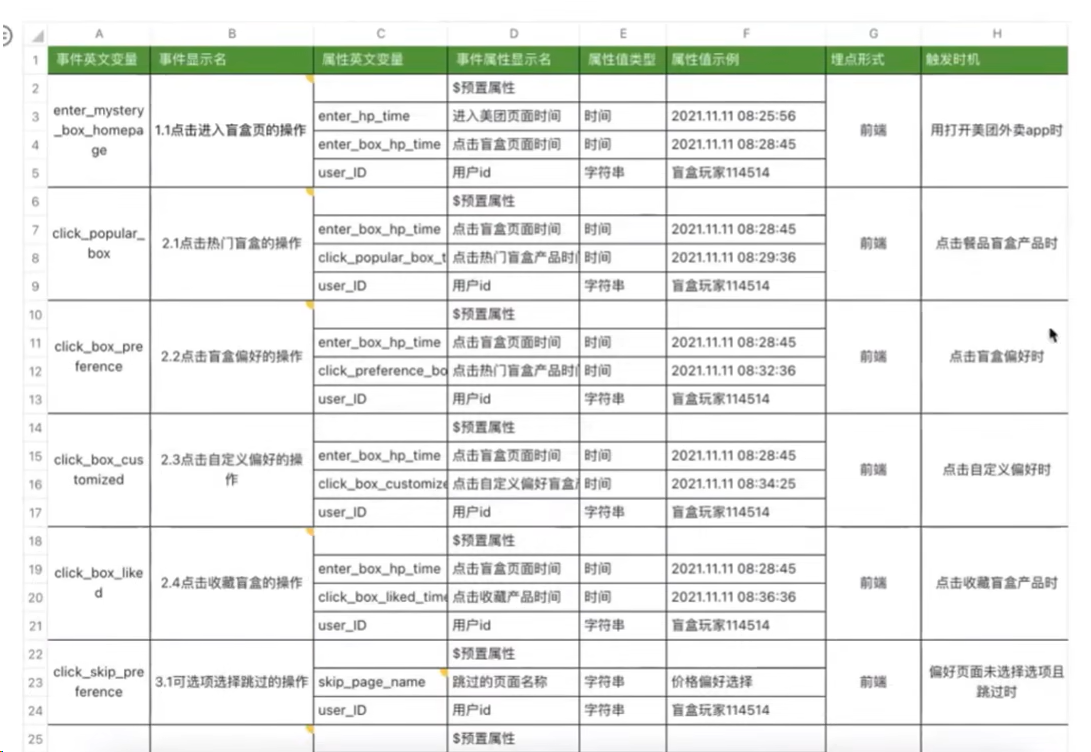 A B C D E F G H
1 事件英文变量 事件显示名 属性英文变量 事件属性显示名 属性值类型 属性值示例 埋点形式 触发时机
2 $预置属性
enter_mystery
_box_homepa
ge
1.1点击进入盲盒页的操作
3 enter_hp_time 进入美团页面时间 时间 2021.11.11 08:25:56
前端 用打开美团外卖app时
4 enter_box_hp_time 点击盲盒页面时间 时间 2021.11.11 08:28:45
5 user_ID 用户id 字符串 盲盒玩家114514
6 $预置属性
click_popular_
box
2.1点击热门盲盒的操作
7 enter_box_hp_time 点击盲盒页面时间 时间 2021.11.11 08:28:45
前端 点击餐品盲盒产品时
8 click_popular_box_t 点击热门盲盒产品时 时间 2021.11.11 08:29:36
9 user_ID 用户id 字符串 盲盒玩家114514
10 $预置属性
click_box_pre
ference
2.2点击盲盒偏好的操作
11 enter_box_hp_time 点击盲盒页面时间 时间 2021.11.11 08:28:45
前端 点击盲盒偏好时
12 click_preference_bo 点击热门盲盒产品时 时间 2021.11.11 08:32:36
13 user_ID 用户id 字符串 盲盒玩家114514
14 $预置属性
click_box_cus
tomized
2.3点击自定义偏好的操
作
15 enter_box_hp_time 点击盲盒页面时间 时间 2021.11.11 08:28:45
前端 点击自定义偏好时
16 click_box_customize 点击自定义偏好盲盒 时间 2021.11.11 08:34:25
17 user_ID 用户id 字符串 盲盒玩家114514
18 $预置属性
click_box_like
d
2.4点击收藏盲盒的操作
19 enter_box_hp_time 点击盲盒页面时间 时间 2021.11.11 08:28:45
前端 点击收藏盲盒产品时
20 click_box_liked_time 点击收藏产品时间 时间 2021.11.11 08:36:36
21 user_ID 用户id 字符串 盲盒玩家114514
22 $预置属性
click_skip_pre
ference
3.1可选项选择跳过的操作
23 skip_page_name 跳过的页面名称 字符串 价格偏好选择
前端
偏好页面未选择选项且
跳过时
24 user_ID 用户id 字符串 盲盒玩家114514
25 $预置属性